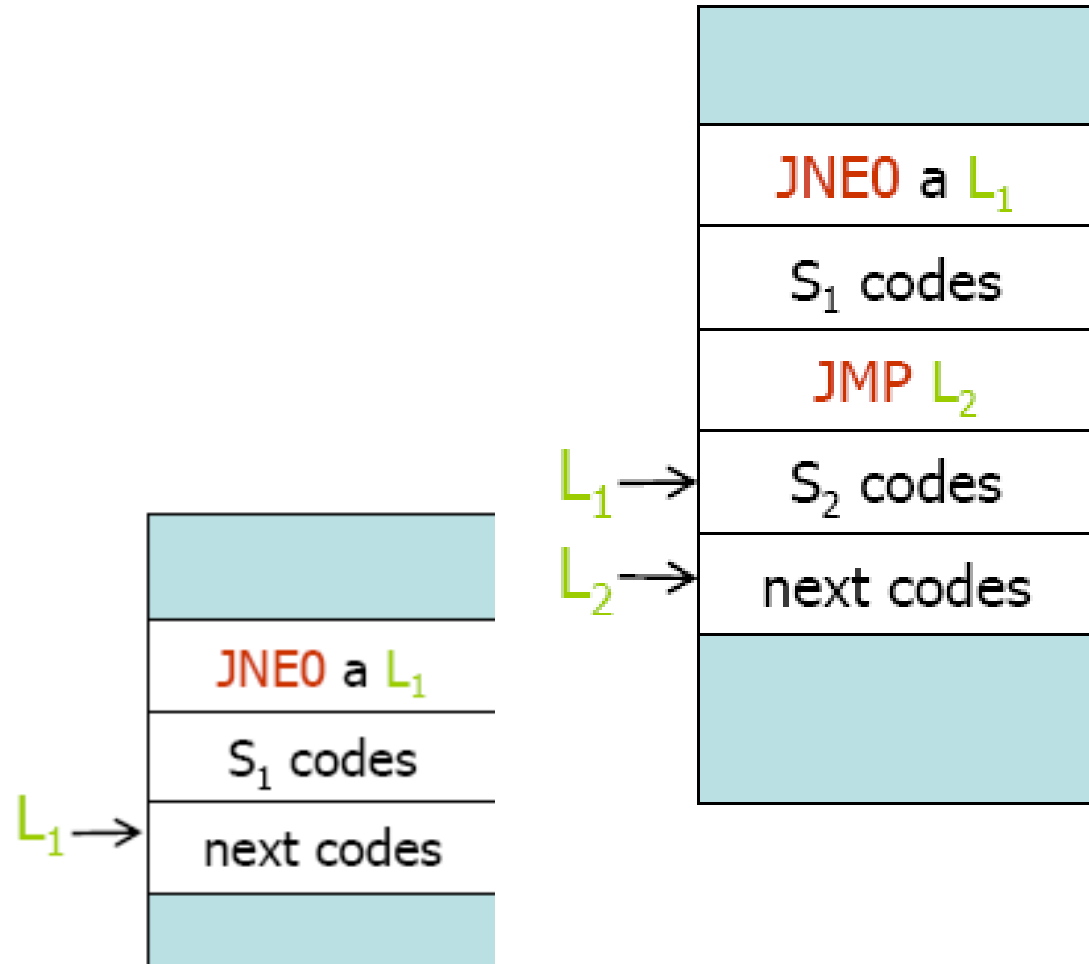 JNE0 a L₁
S₁ codes
next codes
L₁
JNE0 a L₁
S₁ codes
JMP L₂
S₂ codes
next codes
L₁
L₂